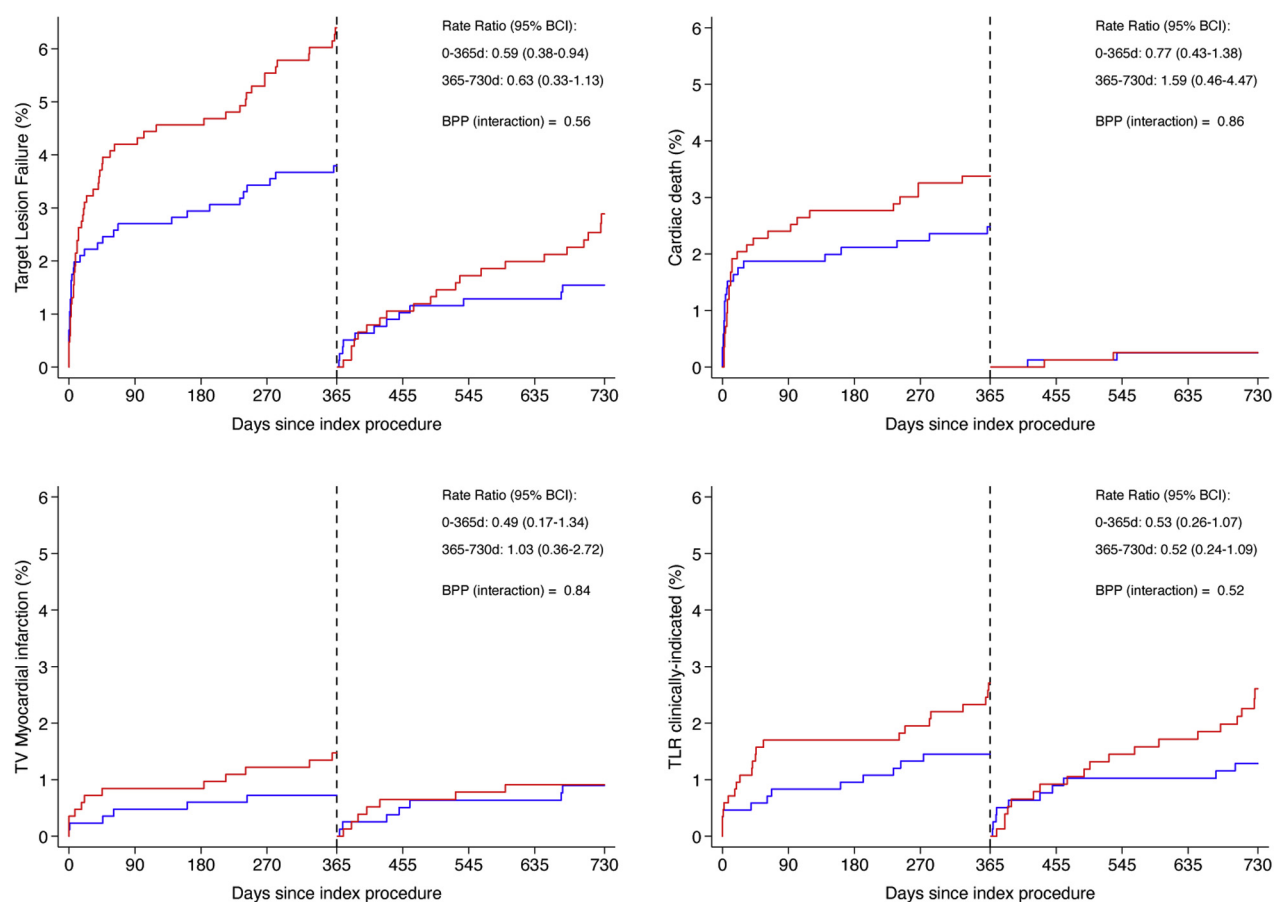 Rate Ratio (95% BCI):
0-365d: 0.59 (0.38-0.94)
365-730d: 0.63 (0.33-1.13)
BPP (interaction) = 0.56
Target Lesion Failure (%)
6
5
4
3
2
1
0
0 90 180 270 365 455 545 635 730
Days since index procedure
Rate Ratio (95% BCI):
0-365d: 0.77 (0.43-1.38)
365-730d: 1.59 (0.46-4.47)
BPP (interaction) = 0.86
Cardiac death (%)
6
5
4
3
2
1
0
0 90 180 270 365 455 545 635 730
Days since index procedure
Rate Ratio (95% BCI):
0-365d: 0.49 (0.17-1.34)
365-730d: 1.03 (0.36-2.72)
BPP (interaction) = 0.84
TV Myocardial infarction (%)
6
5
4
3
2
1
0
0 90 180 270 365 455 545 635 730
Days since index procedure
Rate Ratio (95% BCI):
0-365d: 0.53 (0.26-1.07)
365-730d: 0.52 (0.24-1.09)
BPP (interaction) = 0.52
TLR clinically-indicated (%)
6
5
4
3
2
1
0
0 90 180 270 365 455 545 635 730
Days since index procedure